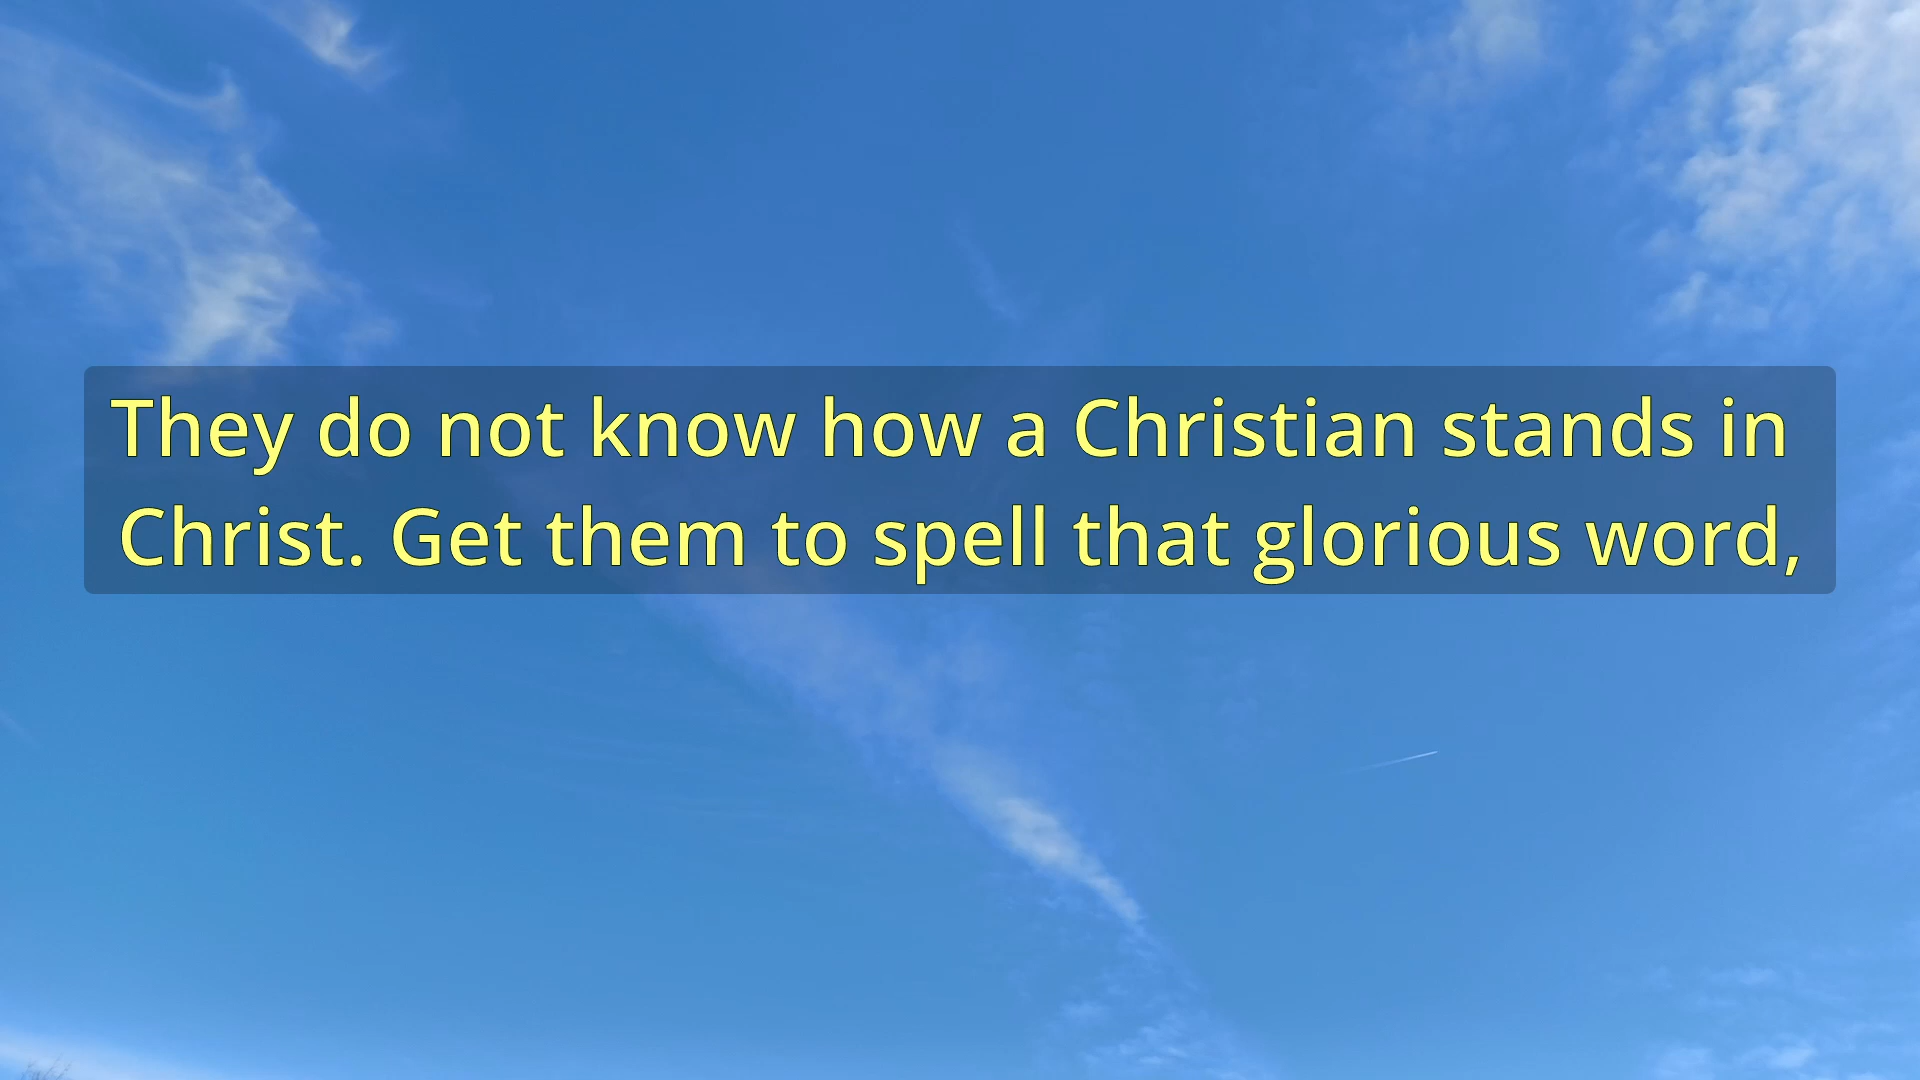 They do not know how a Christian stands in
Christ. Get them to spell that glorious word,